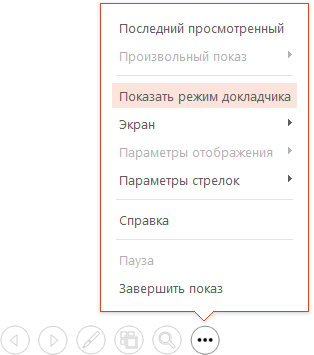 Последний просмотренный
Произвольный показ
Показать режим докладчика
Экран
Параметры отображения
Параметры стрелок
Справка
Пауза
Завершить показ